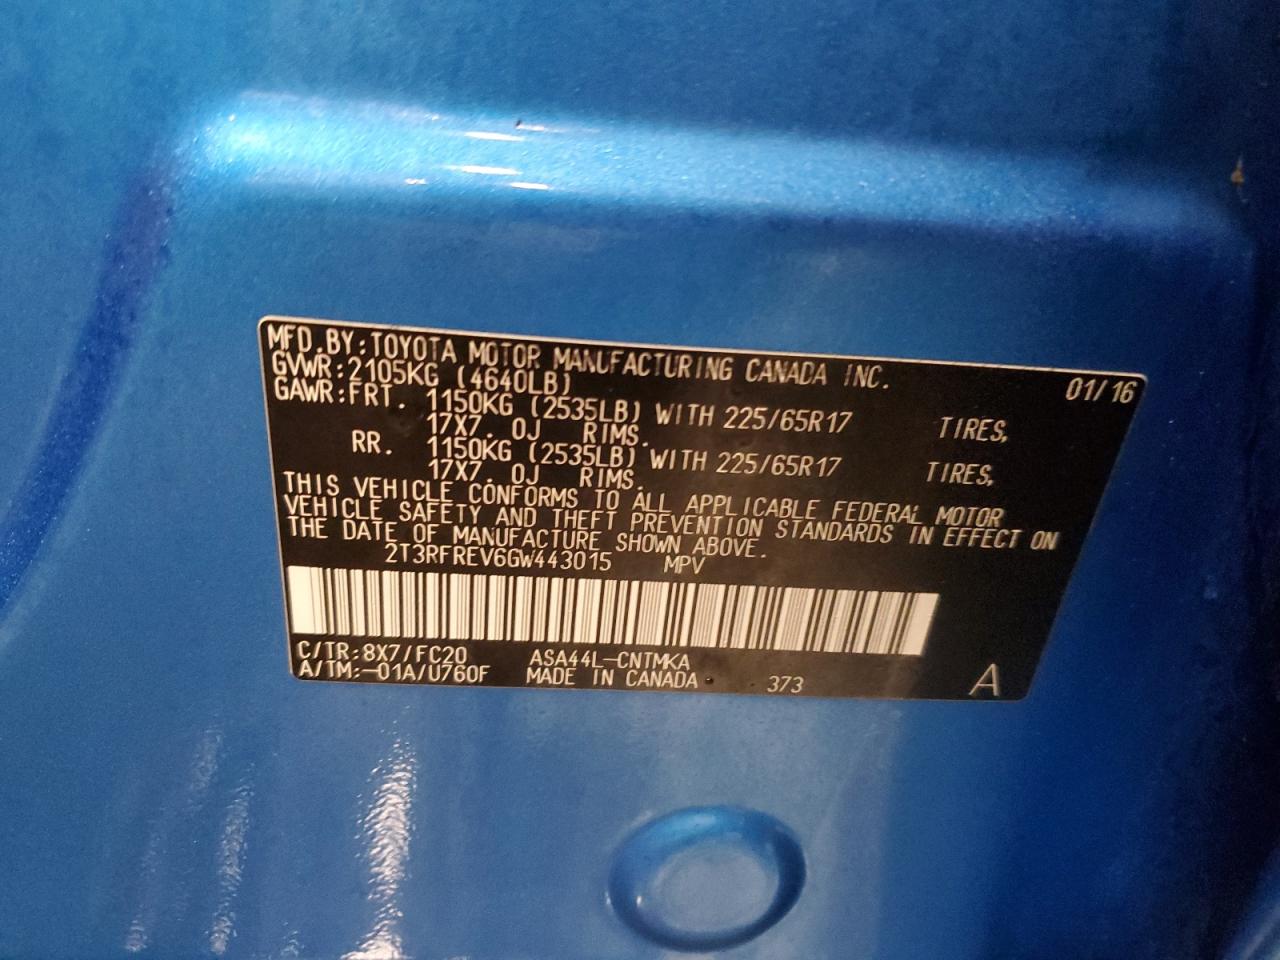 MFD.BY:TOYOTA MOTOR MANUFACTURING CANADA INC.
GVWR:2105KG (4640LB) 01/16
GAWR:FRT. 1150KG (2535LB) WITH 225/65R17 TIRES,
17X7. 0J RIMS.
RR. 1150KG (2535LB) WITH 225/65R17 TIRES,
17X7. 0J RIMS.
THIS VEHICLE CONFORMS TO ALL APPLICABLE FEDERAL MOTOR
VEHICLE SAFETY AND THEFT PREVENTION STANDARDS IN EFFECT ON
THE DATE OF MANUFACTURE SHOWN ABOVE.
2T3RFREV6GW443015 MPV
C/TR:8X7/FC20 ASA44L-CNTMKA
A/TM:-01A/U760F MADE IN CANADA 373 A